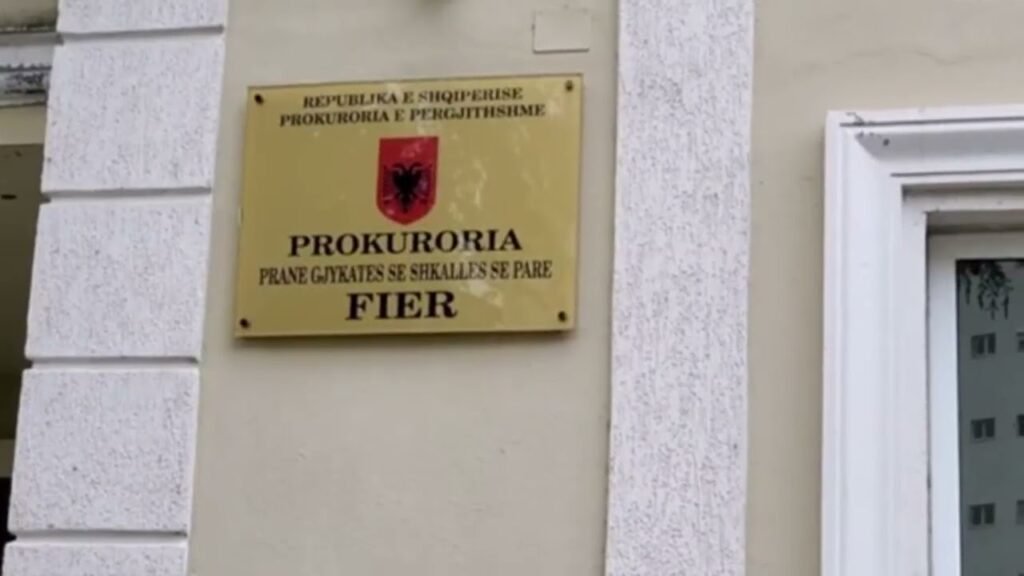 REPUBLIKA E SHQIPERISE
PROKURORIA E PERGJITHSHME
PROKURORIA
PRANE GJYKATES SE SHKALLES SE PARE
FIER